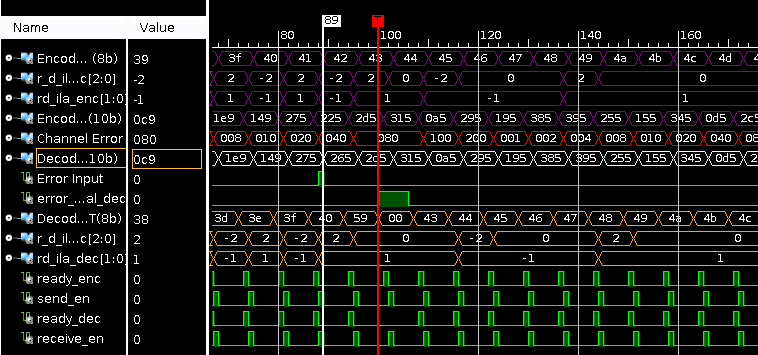 Name Value 89 T
80 100 120 140 160
Encod... (8b) 39 3f 40 41 42 43 44 45 46 47 48 49 4a 4b 4c 4d
r_d_il...c[2:0] -2 2 -2 2 -2 2 0 -2 0 2 0
rd_ila_enc[1:0] -1 1 -1 1 -1 1 -1 1
Encod...(10b) 0c9 1e9 149 275 225 2d5 315 0a5 195 385 295 255 155 345 0d5 2c5
Channel Error 080 008 010 020 040 080 100 200 001 002 004 008 010 020 040 08
Decod...10b) 0c9 1e9 149 275 265 2d5 315 0a5 195 385 295 255 155 345 0d5 2
Error Input 0
error_...al_dec 0
Decod...T(8b) 38 3d 3e 3f 40 59 00 43 44 45 46 47 48 49 4a 4b 4c
r_d_il...c[2:0] 2 -2 2 -2 2 0 -2 0 2 0
rd_ila_dec[1:0] 1 -1 1 -1 1 -1 1
ready_enc 0
send_en 0
ready_dec 0
receive_en 0